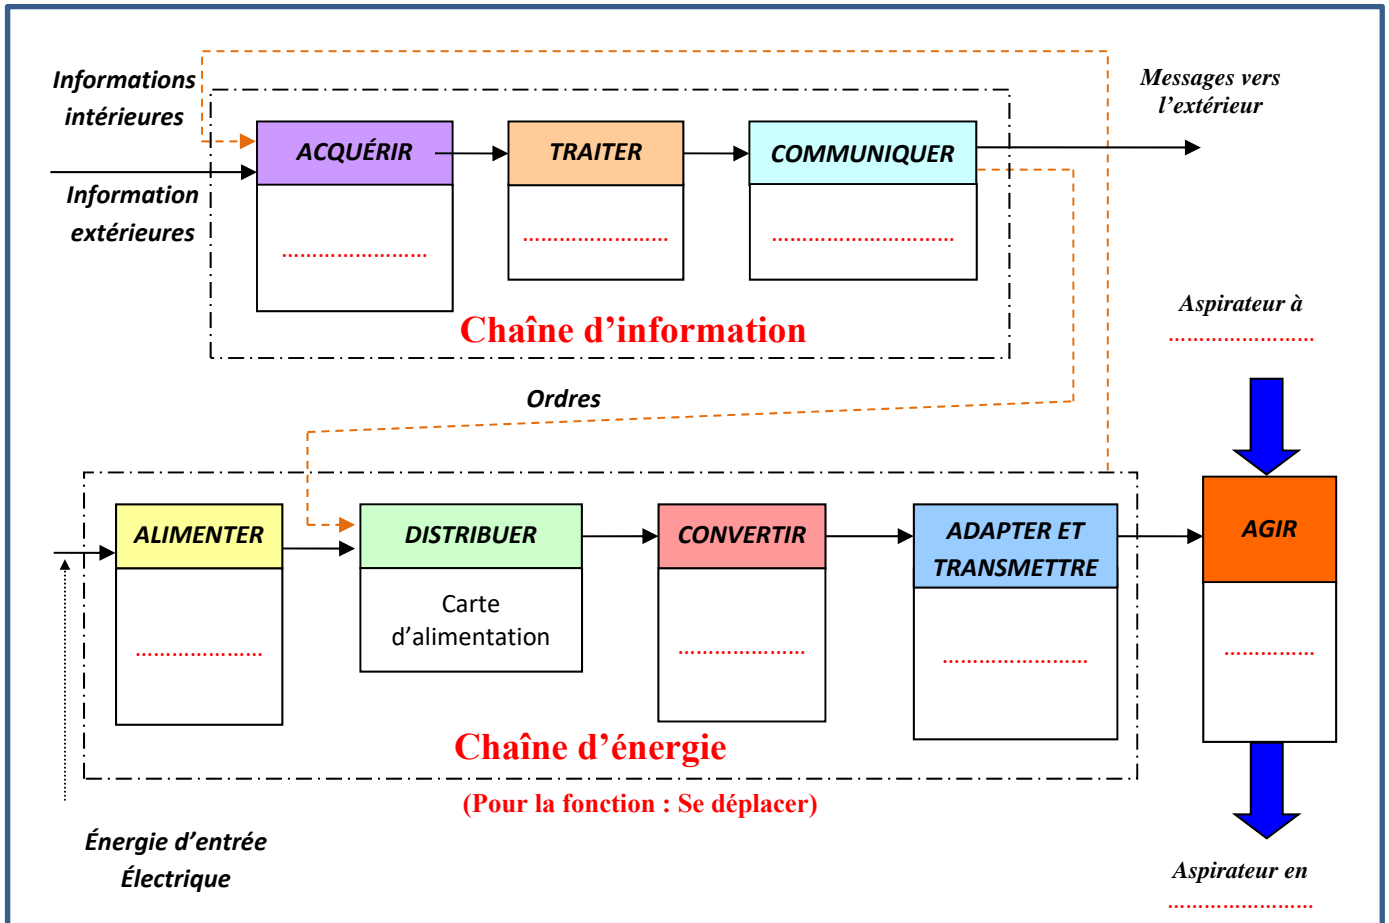 Informations
intérieures
Messages vers
l’extérieur
ACQUÉRIR
TRAITER
COMMUNIQUER
Information
extérieures
……………………
……………………
…………………………
Chaîne d’information
Aspirateur à
……………………
Ordres
ALIMENTER
DISTRIBUER
CONVERTIR
ADAPTER ET
TRANSMETTRE
AGIR
Carte
d’alimentation
…………………
…………………
……………………
……………
Chaîne d’énergie
(Pour la fonction : Se déplacer)
Énergie d’entrée
Électrique
Aspirateur en
……………………